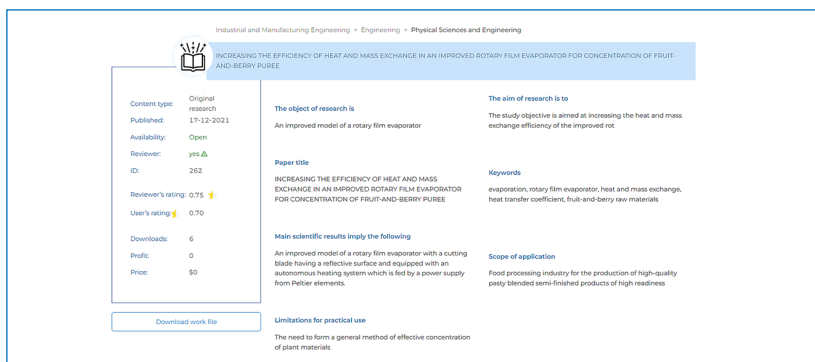 Industrial and Manufacturing Engineering > Engineering > Physical Sciences and Engineering
INCREASING THE EFFICIENCY OF HEAT AND MASS EXCHANGE IN AN IMPROVED ROTARY FILM EVAPORATOR FOR CONCENTRATION OF FRUIT-
AND-BERRY PUREE
Content type: Original
research
Published: 17-12-2021
Availability: Open
Reviewer: yes
ID: 262
Reviewer's rating: 0.75
User's rating: 0.70
Downloads: 6
Profit: 0
Price: $0
Download work file
The object of research is
An improved model of a rotary film evaporator
Paper title
INCREASING THE EFFICIENCY OF HEAT AND MASS
EXCHANGE IN AN IMPROVED ROTARY FILM EVAPORATOR
FOR CONCENTRATION OF FRUIT-AND-BERRY PUREE
Main scientific results imply the following
An improved model of a rotary film evaporator with a cutting
blade having a reflective surface and equipped with an
autonomous heating system which is fed by a power supply
from Peltier elements.
Limitations for practical use
The need to form a general method of effective concentration
of plant materials
The aim of research is to
The study objective is aimed at increasing the heat and mass
exchange efficiency of the improved rot
Keywords
evaporation, rotary film evaporator, heat and mass exchange,
heat transfer coefficient, fruit-and-berry raw materials
Scope of application
Food processing industry for the production of high-quality
pasty blended semi-finished products of high readiness